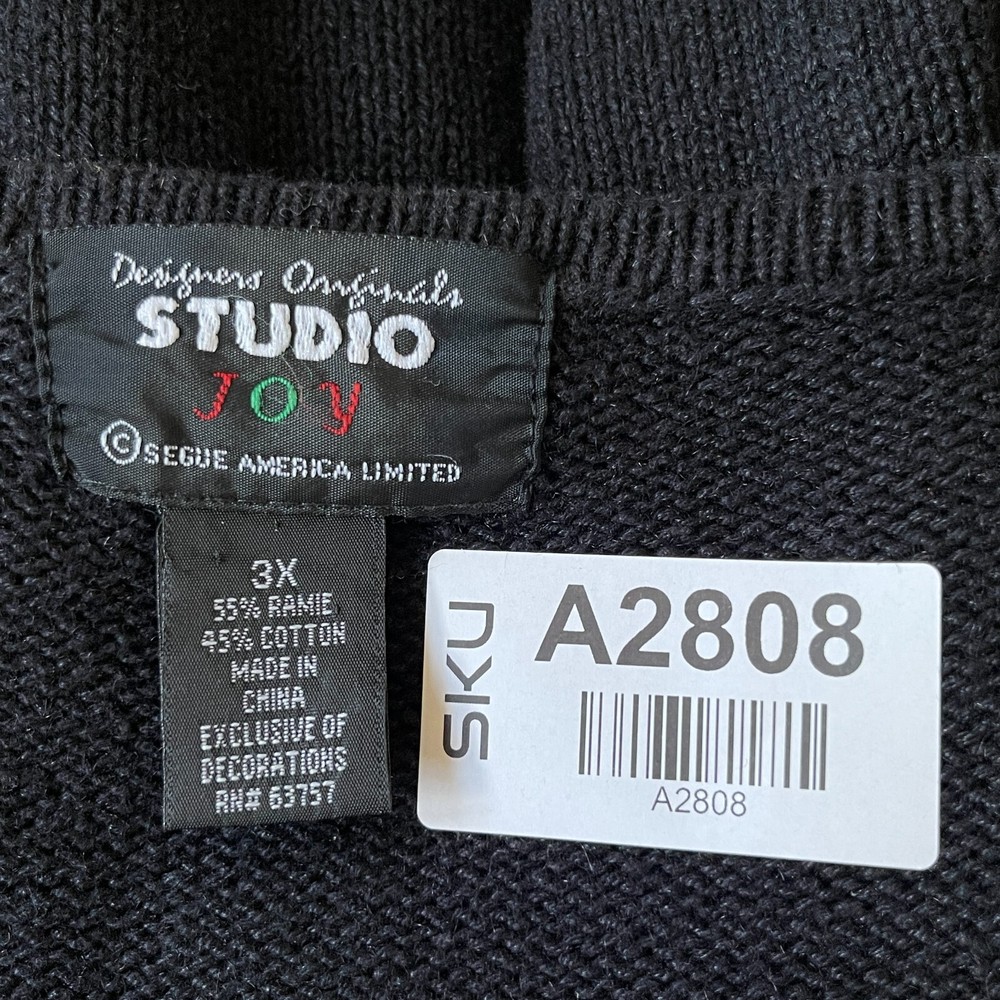 Designers Originals
STUDIO
JOY
© SEGUE AMERICA LIMITED
3X
55% RAMIE
45% COTTON
MADE IN
CHINA
EXCLUSIVE OF
DECORATIONS
RN# 63757
SKU
A2808
A2808